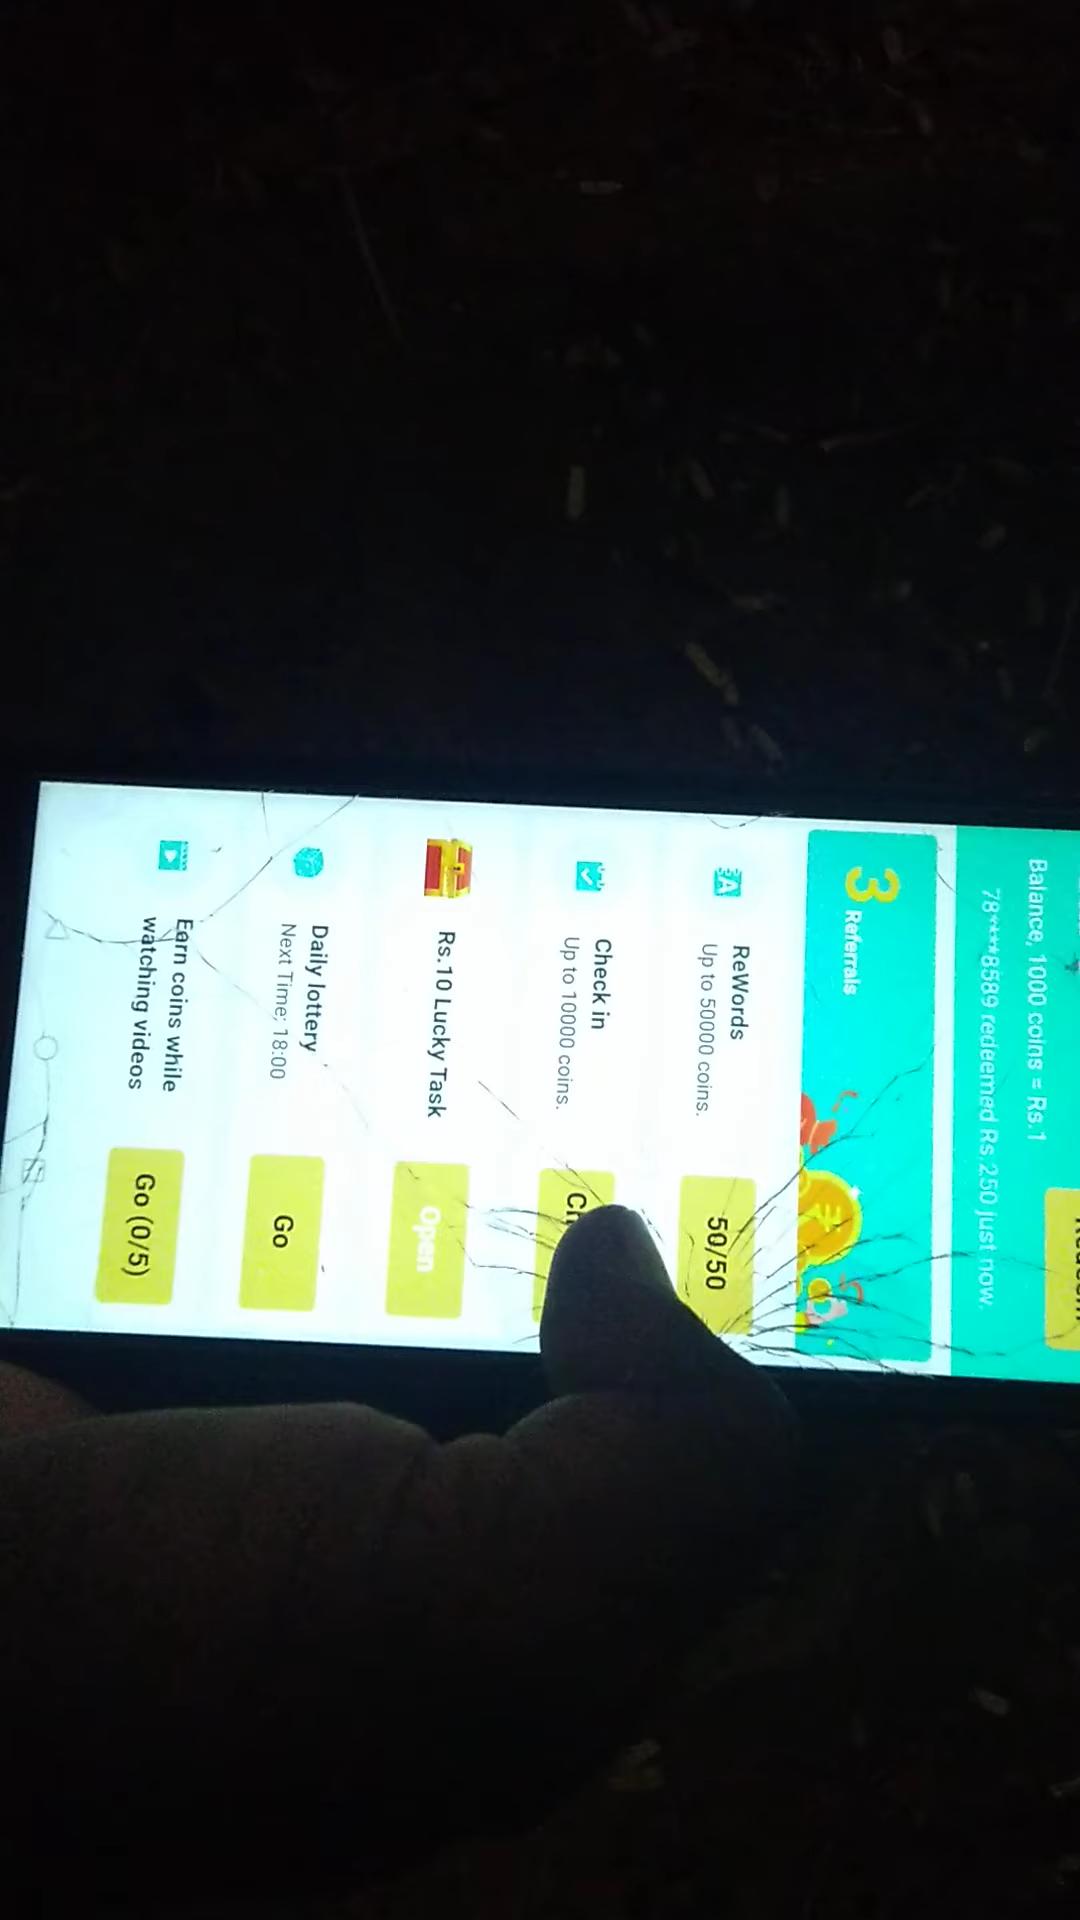 Balance, 1000 coins = Rs.1
78****8589 redeemed Rs.250 just now.
3 Referrals
ReWords
Up to 50000 coins.
50/50
Check in
Up to 10000 coins.
Rs.10 Lucky Task
Open
Daily lottery
Next Time; 18:00
Go
Earn coins while
watching videos
Go (0/5)